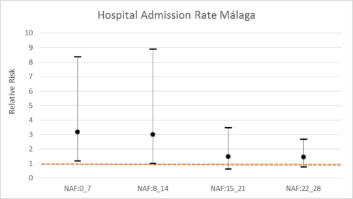 Hospital Admission Rate Málaga
Relative Risk
10
9
8
7
6
5
4
3
2
1
0
NAF:0_7
NAF:8_14
NAF:15_21
NAF:22_28